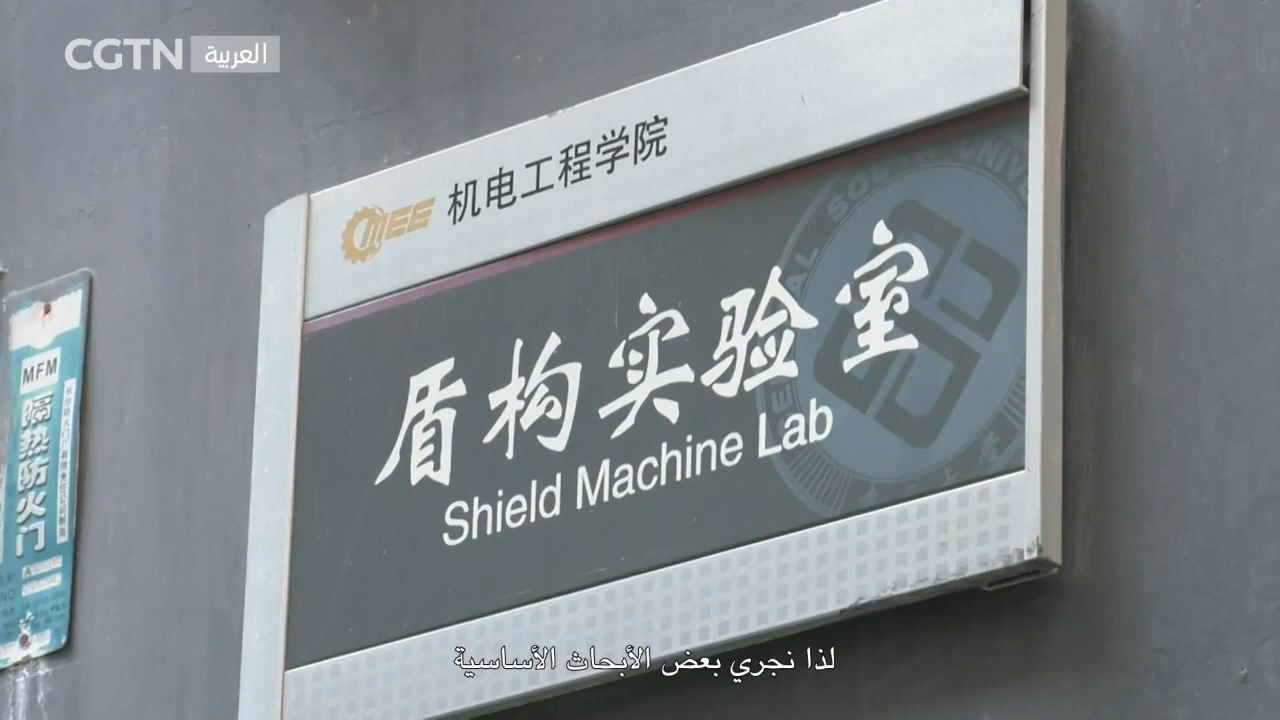 CGTN العربية
CMEE 机电工程学院
盾构实验室
Shield Machine Lab
MFM
隔热防火门
لذا نجري بعض الأبحاث الأساسية